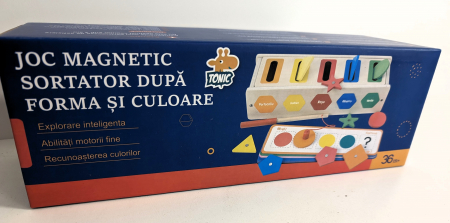 JOC MAGNETIC
SORTATOR DUPĂ
FORMA ȘI CULOARE
Explorare inteligenta
Abilități motorii fine
Recunoașterea culorilor
TONIC
?
36